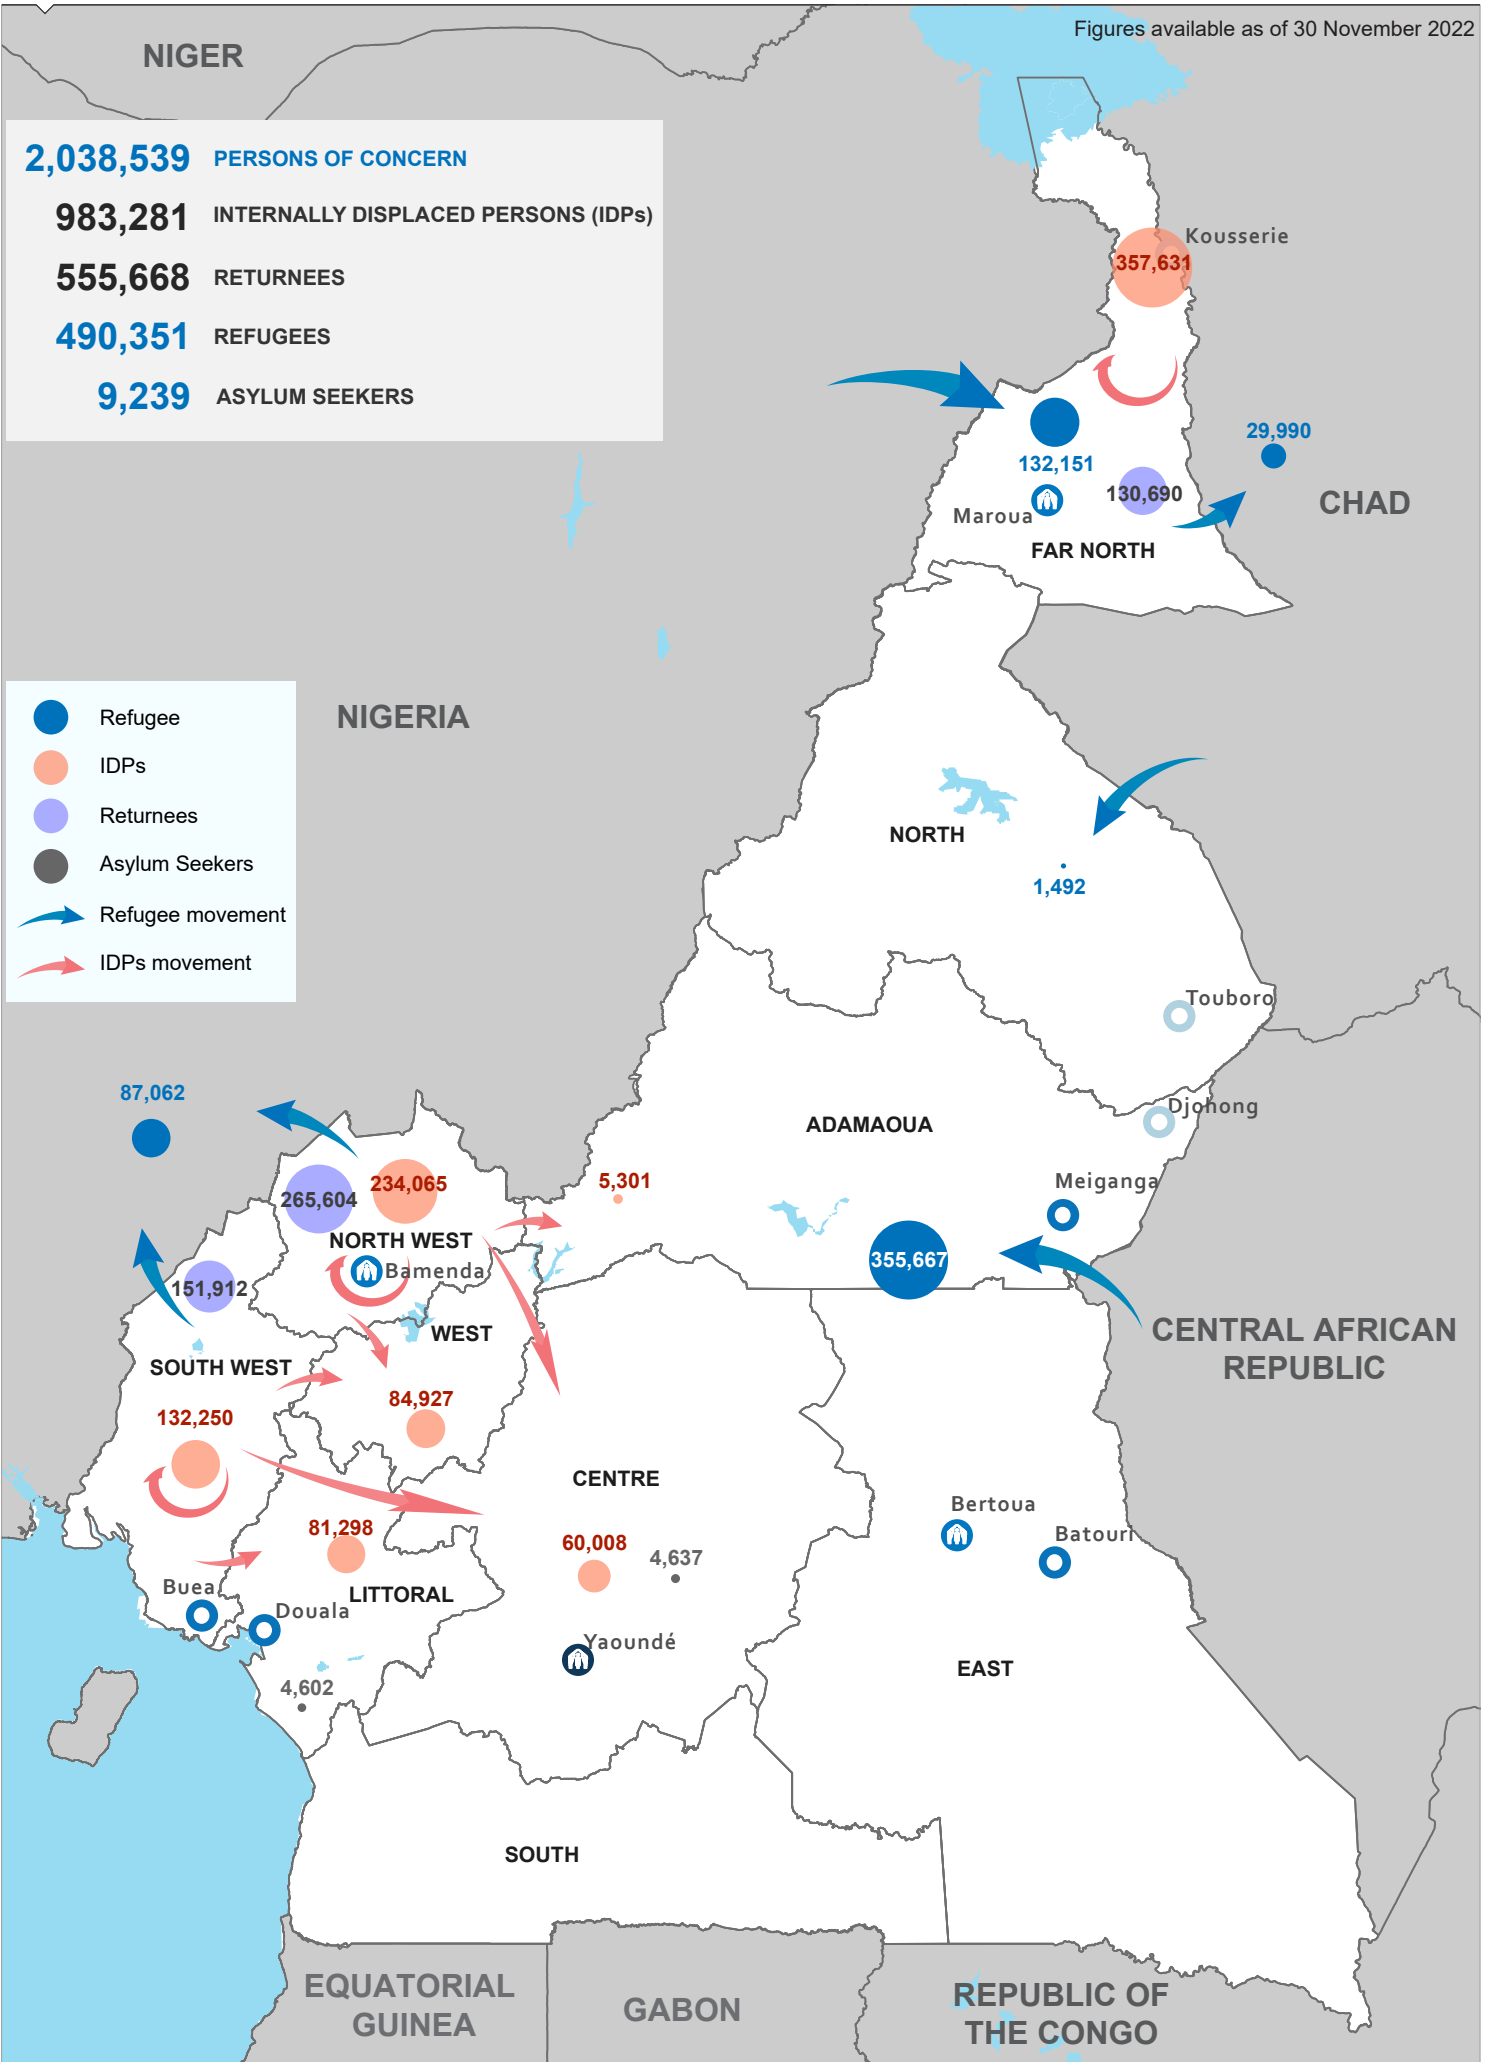 Figures available as of 30 November 2022
NIGER
2,038,539 PERSONS OF CONCERN
983,281 INTERNALLY DISPLACED PERSONS (IDPs)
555,668 RETURNEES
490,351 REFUGEES
9,239 ASYLUM SEEKERS
Kousserie
357,631
29,990
132,151
130,690
CHAD
Maroua
FAR NORTH
Refugee
IDPs
Returnees
Asylum Seekers
Refugee movement
IDPs movement
NIGERIA
NORTH
1,492
Touboro
87,062
Djohong
ADAMAOUA
5,301
Meiganga
234,065
265,604
NORTH WEST
Bamenda
355,667
151,912
WEST
CENTRAL AFRICAN
REPUBLIC
SOUTH WEST
84,927
132,250
CENTRE
Bertoua
Batouri
81,298
60,008
4,637
LITTORAL
Buea
Douala
Yaoundé
EAST
4,602
SOUTH
EQUATORIAL
GUINEA
GABON
REPUBLIC OF
THE CONGO